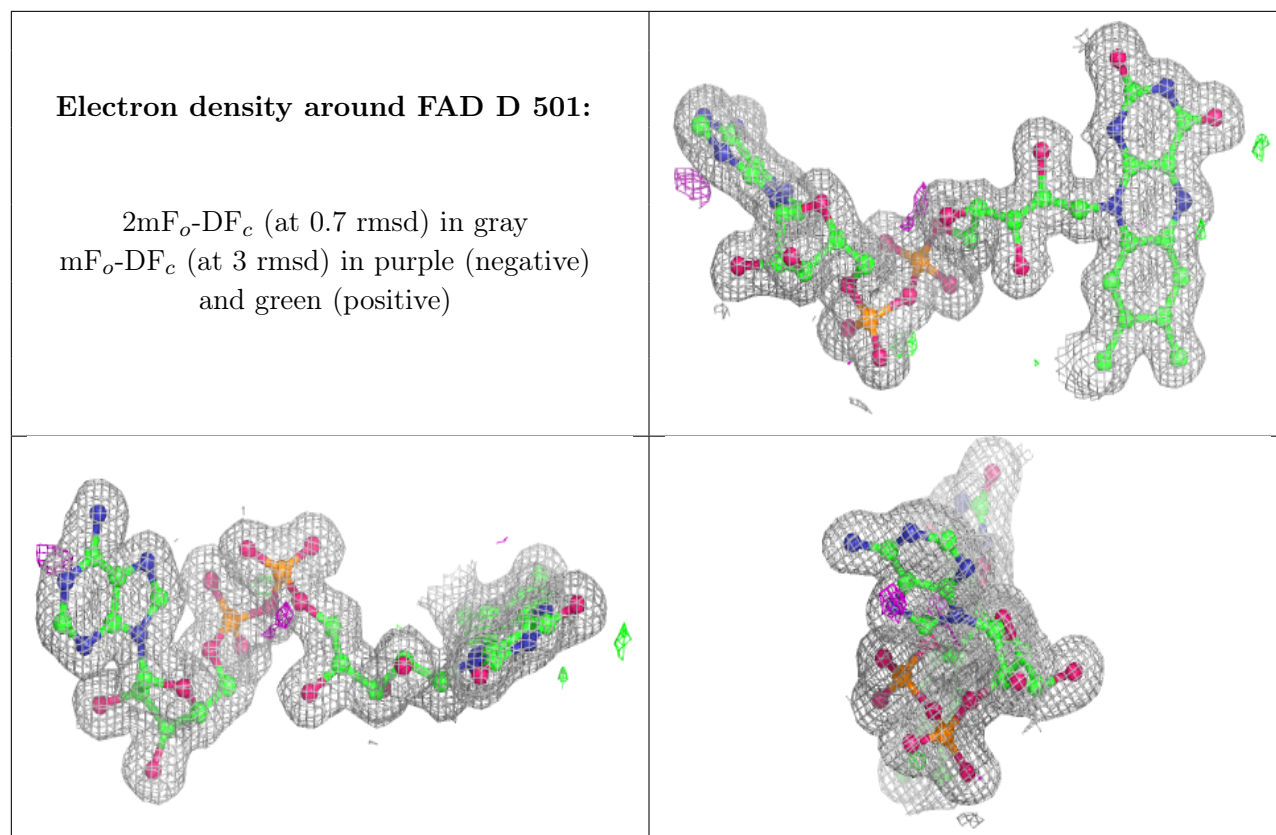 Electron density around FAD D 501:
2mFₒ-DF𝒸 (at 0.7 rmsd) in gray
mFₒ-DF𝒸 (at 3 rmsd) in purple (negative)
and green (positive)